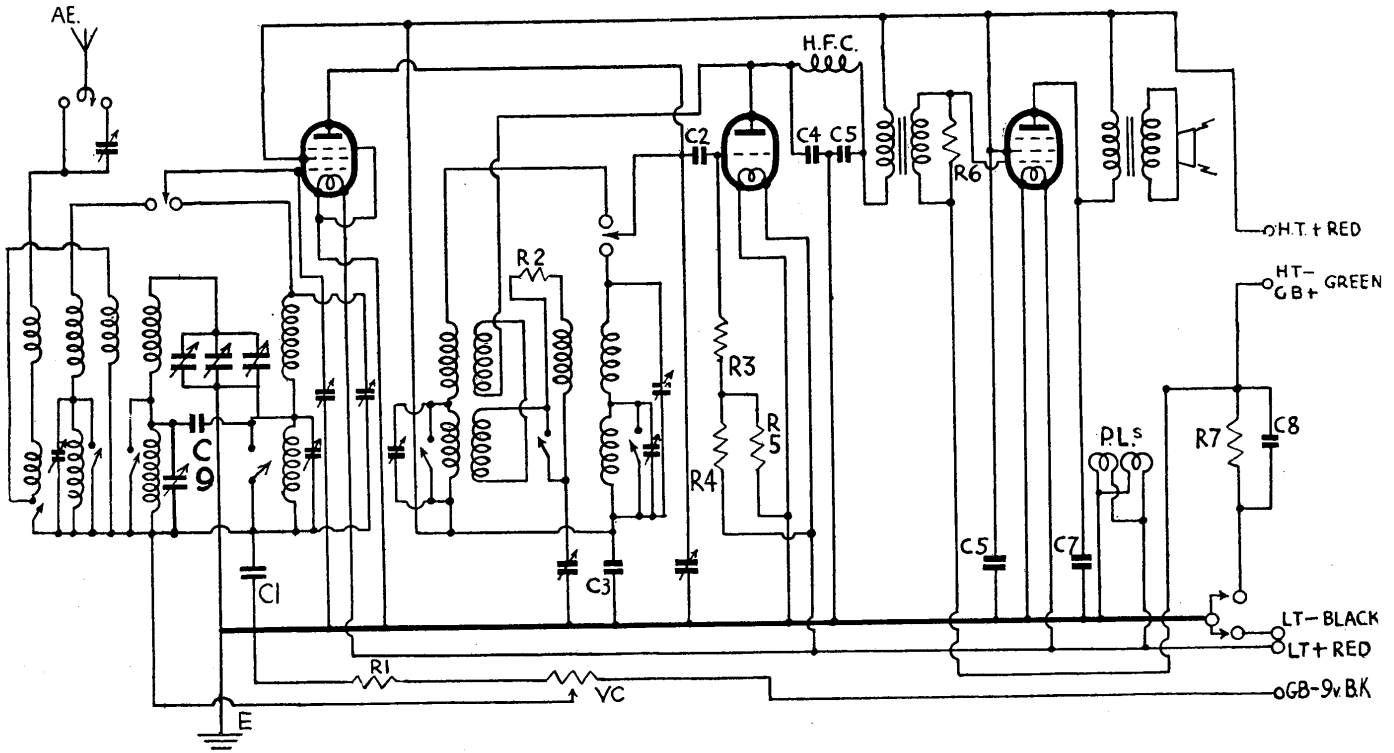 AE.
H.F.C.
C2
C4
C5
R6
H.T.+ RED
HT-
GB+ GREEN
R2
R3
R
5
R4
C
9
P.L.s
R7
C8
C5
C7
C1
C3
LT- BLACK
LT+ RED
R1
VC
GB-9v.BK
E